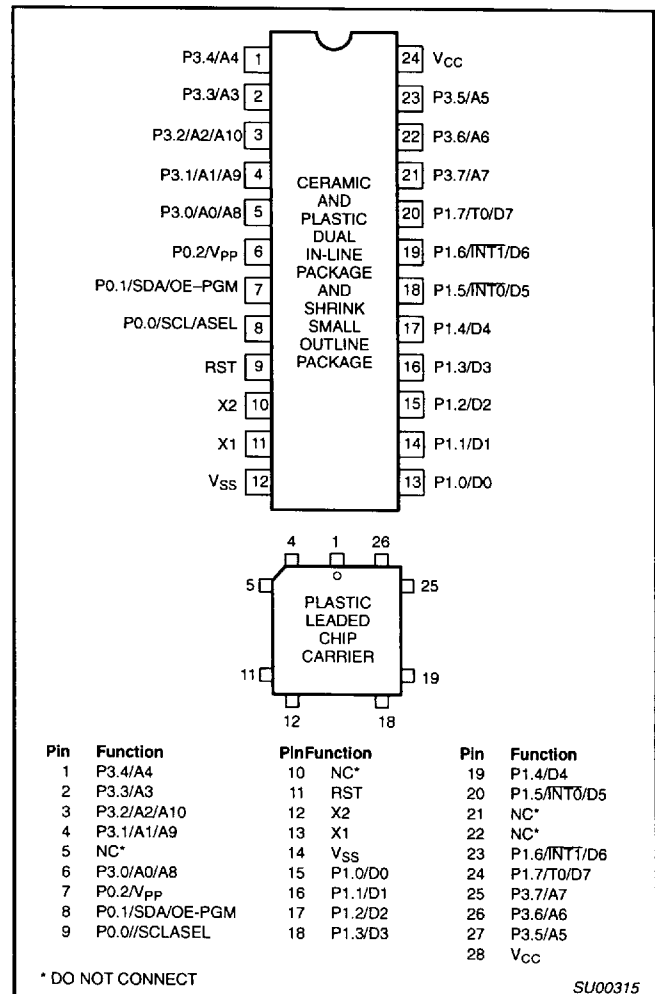 P3.4/A4 1 24 VCC
P3.3/A3 2 23 P3.5/A5
P3.2/A2/A10 3 22 P3.6/A6
P3.1/A1/A9 4 21 P3.7/A7
P3.0/A0/A8 5 20 P1.7/T0/D7
P0.2/VPP 6 19 P1.6/INT1/D6
P0.1/SDA/OE–PGM 7 18 P1.5/INT0/D5
P0.0/SCL/ASEL 8 17 P1.4/D4
RST 9 16 P1.3/D3
X2 10 15 P1.2/D2
X1 11 14 P1.1/D1
VSS 12 13 P1.0/D0
CERAMIC
AND
PLASTIC
DUAL
IN-LINE
PACKAGE
AND
SHRINK
SMALL
OUTLINE
PACKAGE
4 1 26
5 25
PLASTIC
LEADED
CHIP
CARRIER
11 19
12 18
Pin Function
1 P3.4/A4
2 P3.3/A3
3 P3.2/A2/A10
4 P3.1/A1/A9
5 NC*
6 P3.0/A0/A8
7 P0.2/VPP
8 P0.1/SDA/OE-PGM
9 P0.0//SCLASEL
PinFunction
10 NC*
11 RST
12 X2
13 X1
14 VSS
15 P1.0/D0
16 P1.1/D1
17 P1.2/D2
18 P1.3/D3
Pin Function
19 P1.4/D4
20 P1.5/INT0/D5
21 NC*
22 NC*
23 P1.6/INT1/D6
24 P1.7/T0/D7
25 P3.7/A7
26 P3.6/A6
27 P3.5/A5
28 VCC
* DO NOT CONNECT
SU00315